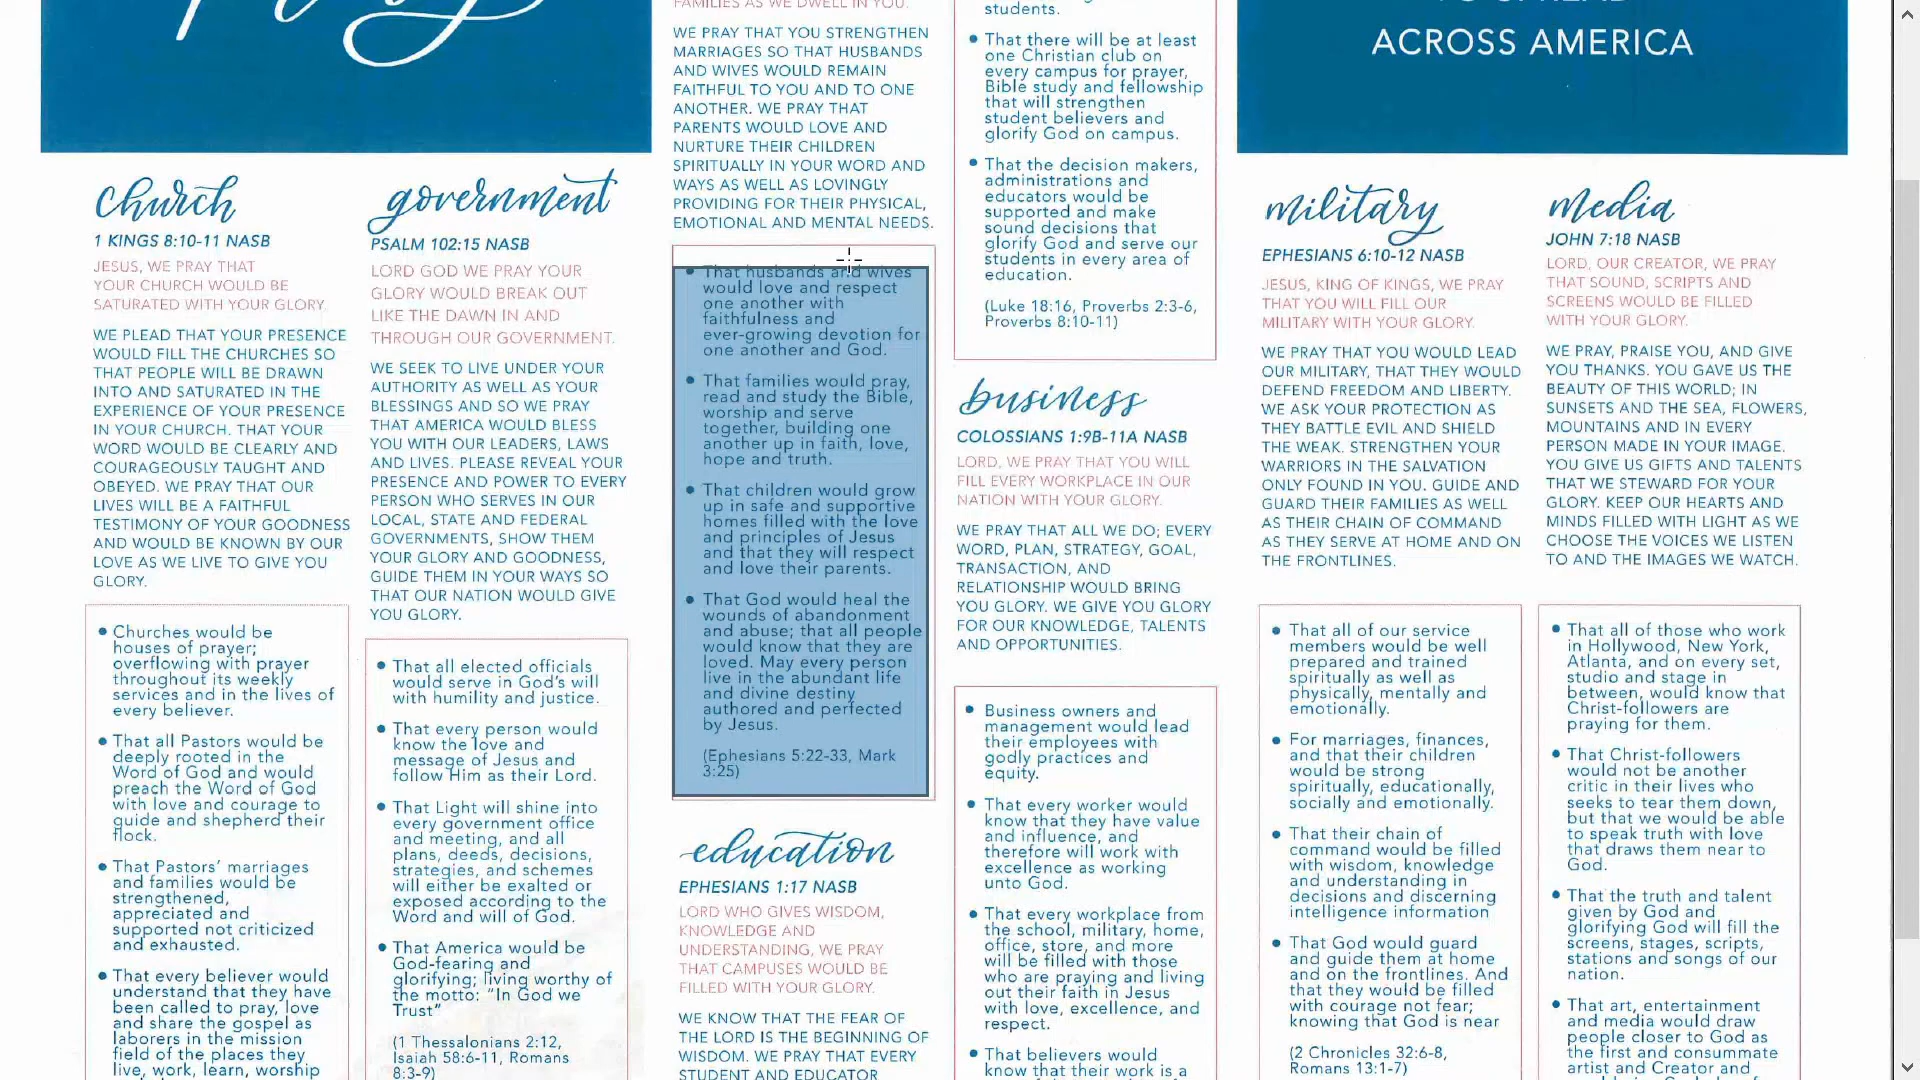 pray
church
1 KINGS 8:10-11 NASB
JESUS, WE PRAY THAT
YOUR CHURCH WOULD BE
SATURATED WITH YOUR GLORY.
WE PLEAD THAT YOUR PRESENCE
WOULD FILL THE CHURCHES SO
THAT PEOPLE WILL BE DRAWN
INTO AND SATURATED IN THE
EXPERIENCE OF YOUR PRESENCE
IN YOUR CHURCH. THAT YOUR
WORD WOULD BE CLEARLY AND
COURAGEOUSLY TAUGHT AND
OBEYED. WE PRAY THAT OUR
LIVES WILL BE A FAITHFUL
TESTIMONY OF YOUR GOODNESS
AND WOULD BE KNOWN BY OUR
LOVE AS WE LIVE TO GIVE YOU
GLORY.
• Churches would be
houses of prayer;
overflowing with prayer
throughout its weekly
services and in the lives of
every believer.
• That all Pastors would be
deeply rooted in the
Word of God and would
preach the Word of God
with love and courage to
guide and shepherd their
flock.
• That Pastors' marriages
and families would be
strengthened,
appreciated and
supported not criticized
and exhausted.
• That every believer would
understand that they have
been called to pray, love
and share the gospel as
laborers in the mission
field of the places they
live, work, learn, worship
government
PSALM 102:15 NASB
LORD GOD WE PRAY YOUR
GLORY WOULD BREAK OUT
LIKE THE DAWN IN AND
THROUGH OUR GOVERNMENT.
WE SEEK TO LIVE UNDER YOUR
AUTHORITY AS WELL AS YOUR
BLESSINGS AND SO WE PRAY
THAT AMERICA WOULD BLESS
YOU WITH OUR LEADERS, LAWS
AND LIVES. PLEASE REVEAL YOUR
PRESENCE AND POWER TO EVERY
PERSON WHO SERVES IN OUR
LOCAL, STATE AND FEDERAL
GOVERNMENTS, SHOW THEM
YOUR GLORY AND GOODNESS,
GUIDE THEM IN YOUR WAYS SO
THAT OUR NATION WOULD GIVE
YOU GLORY.
• That all elected officials
would serve in God's will
with humility and justice.
• That every person would
know the love and
message of Jesus and
follow Him as their Lord.
• That Light will shine into
every government office
and meeting, and all
plans, deeds, decisions,
strategies, and schemes
will either be exalted or
exposed according to the
Word and will of God.
• That America would be
God-fearing and
glorifying; living worthy of
the motto: "In God we
Trust"
(1 Thessalonians 2:12,
Isaiah 58:6-11, Romans
8:3-9)
FAMILIES AS WE DWELL IN YOU.
WE PRAY THAT YOU STRENGTHEN
MARRIAGES SO THAT HUSBANDS
AND WIVES WOULD REMAIN
FAITHFUL TO YOU AND TO ONE
ANOTHER. WE PRAY THAT
PARENTS WOULD LOVE AND
NURTURE THEIR CHILDREN
SPIRITUALLY IN YOUR WORD AND
WAYS AS WELL AS LOVINGLY
PROVIDING FOR THEIR PHYSICAL,
EMOTIONAL AND MENTAL NEEDS.
• That husbands and wives
would love and respect
one another with
faithfulness and
ever-growing devotion for
one another and God.
• That families would pray,
read and study the Bible,
worship and serve
together, building one
another up in faith, love,
hope and truth.
• That children would grow
up in safe and supportive
homes filled with the love
and principles of Jesus
and that they will respect
and love their parents.
• That God would heal the
wounds of abandonment
and abuse; that all people
would know that they are
loved. May every person
live in the abundant life
and divine destiny
authored and perfected
by Jesus.
(Ephesians 5:22-33, Mark
3:25)
education
EPHESIANS 1:17 NASB
LORD WHO GIVES WISDOM,
KNOWLEDGE AND
UNDERSTANDING, WE PRAY
THAT CAMPUSES WOULD BE
FILLED WITH YOUR GLORY.
WE KNOW THAT THE FEAR OF
THE LORD IS THE BEGINNING OF
WISDOM. WE PRAY THAT EVERY
STUDENT AND EDUCATOR
students.
• That there will be at least
one Christian club on
every campus for prayer,
Bible study and fellowship
that will strengthen
student believers and
glorify God on campus.
• That the decision makers,
administrations and
educators would be
supported and make
sound decisions that
glorify God and serve our
students in every area of
education.
(Luke 18:16, Proverbs 2:3-6,
Proverbs 8:10-11)
business
COLOSSIANS 1:9B-11A NASB
LORD, WE PRAY THAT YOU WILL
FILL EVERY WORKPLACE IN OUR
NATION WITH YOUR GLORY.
WE PRAY THAT ALL WE DO; EVERY
WORD, PLAN, STRATEGY, GOAL,
TRANSACTION, AND
RELATIONSHIP WOULD BRING
YOU GLORY. WE GIVE YOU GLORY
FOR OUR KNOWLEDGE, TALENTS
AND OPPORTUNITIES.
• Business owners and
management would lead
their employees with
godly practices and
equity.
• That every worker would
know that they have value
and influence, and
therefore will work with
excellence as working
unto God.
• That every workplace from
the school, military, home,
office, store, and more
will be filled with those
who are praying and living
out their faith in Jesus
with love, excellence, and
respect.
• That believers would
know that their work is a
TO SPREAD
ACROSS AMERICA
military
EPHESIANS 6:10-12 NASB
JESUS, KING OF KINGS, WE PRAY
THAT YOU WILL FILL OUR
MILITARY WITH YOUR GLORY.
WE PRAY THAT YOU WOULD LEAD
OUR MILITARY, THAT THEY WOULD
DEFEND FREEDOM AND LIBERTY.
WE ASK YOUR PROTECTION AS
THEY BATTLE EVIL AND SHIELD
THE WEAK. STRENGTHEN YOUR
WARRIORS IN THE SALVATION
ONLY FOUND IN YOU. GUIDE AND
GUARD THEIR FAMILIES AS WELL
AS THEIR CHAIN OF COMMAND
AS THEY SERVE AT HOME AND ON
THE FRONTLINES.
• That all of our service
members would be well
prepared and trained
spiritually as well as
physically, mentally and
emotionally.
• For marriages, finances,
and that their children
would be strong
spiritually, educationally,
socially and emotionally.
• That their chain of
command would be filled
with wisdom, knowledge
and understanding in
decisions and discerning
intelligence information
• That God would guard
and guide them at home
and on the frontlines. And
that they would be filled
with courage not fear;
knowing that God is near
(2 Chronicles 32:6-8,
Romans 13:1-7)
media
JOHN 7:18 NASB
LORD, OUR CREATOR, WE PRAY
THAT SOUND, SCRIPTS AND
SCREENS WOULD BE FILLED
WITH YOUR GLORY.
WE PRAY, PRAISE YOU, AND GIVE
YOU THANKS. YOU GAVE US THE
BEAUTY OF THIS WORLD; IN
SUNSETS AND THE SEA, FLOWERS,
MOUNTAINS AND IN EVERY
PERSON MADE IN YOUR IMAGE.
YOU GIVE US GIFTS AND TALENTS
THAT WE STEWARD FOR YOUR
GLORY. KEEP OUR HEARTS AND
MINDS FILLED WITH LIGHT AS WE
CHOOSE THE VOICES WE LISTEN
TO AND THE IMAGES WE WATCH.
• That all of those who work
in Hollywood, New York,
Atlanta, and on every set,
studio and stage in
between, would know that
Christ-followers are
praying for them.
• That Christ-followers
would not be another
critic in their lives who
seeks to tear them down,
but that we would be able
to speak truth with love
that draws them near to
God.
• That the truth and talent
given by God and
glorifying God will fill the
screens, stages, scripts,
stations and songs of our
nation.
• That art, entertainment
and media would draw
people closer to God as
the first and consummate
artist and Creator and